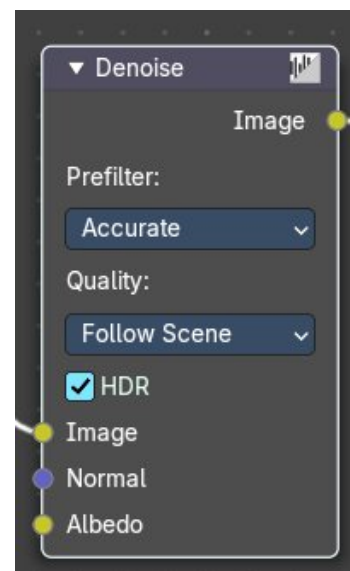 Denoise
Image
Prefilter:
Accurate
Quality:
Follow Scene
HDR
Image
Normal
Albedo